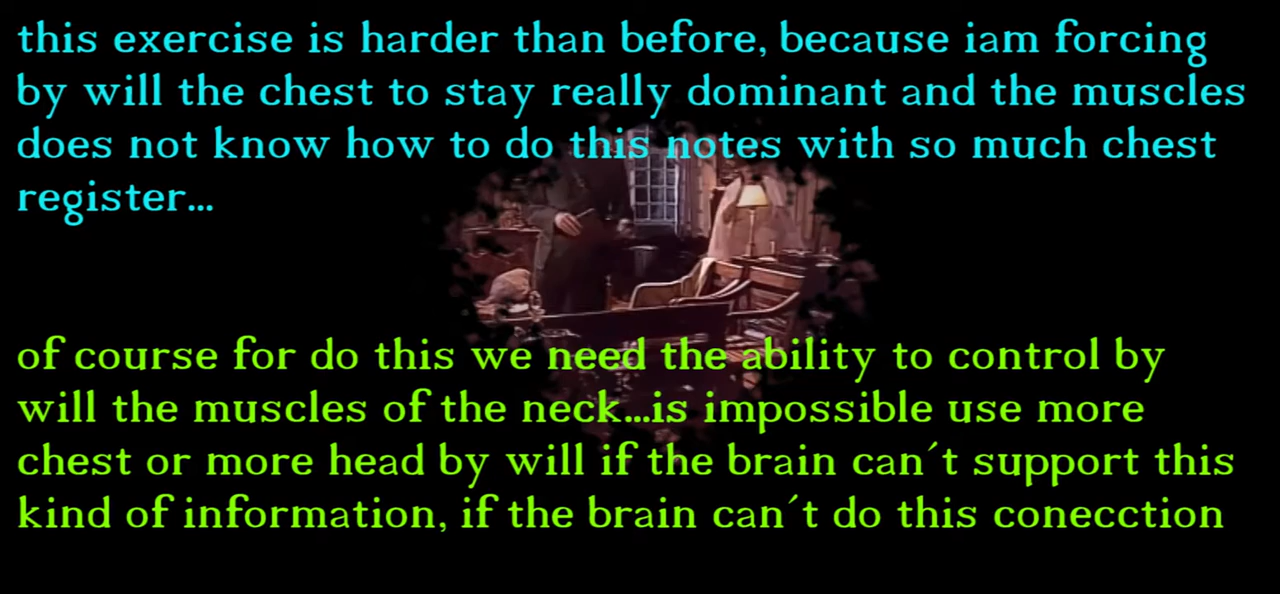 this exercise is harder than before, because iam forcing
by will the chest to stay really dominant and the muscles
does not know how to do this notes with so much chest
register...
of course for do this we need the ability to control by
will the muscles of the neck...is impossible use more
chest or more head by will if the brain can´t support this
kind of information, if the brain can´t do this conecction